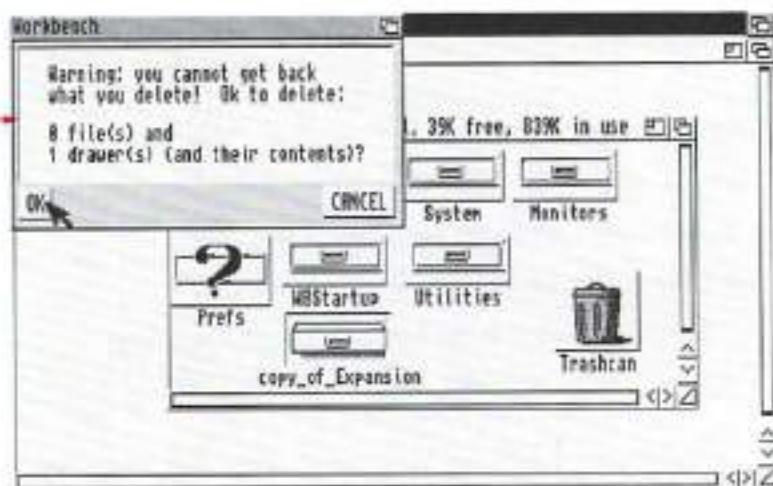 Workbench
Warning: you cannot get back
what you delete! Ok to delete:
0 file(s) and
1 drawer(s) (and their contents)?
OK
CANCEL
39K free, 839K in use
System
Monitors
Prefs
WBStartup
Utilities
copy_of_Expansion
Trashcan